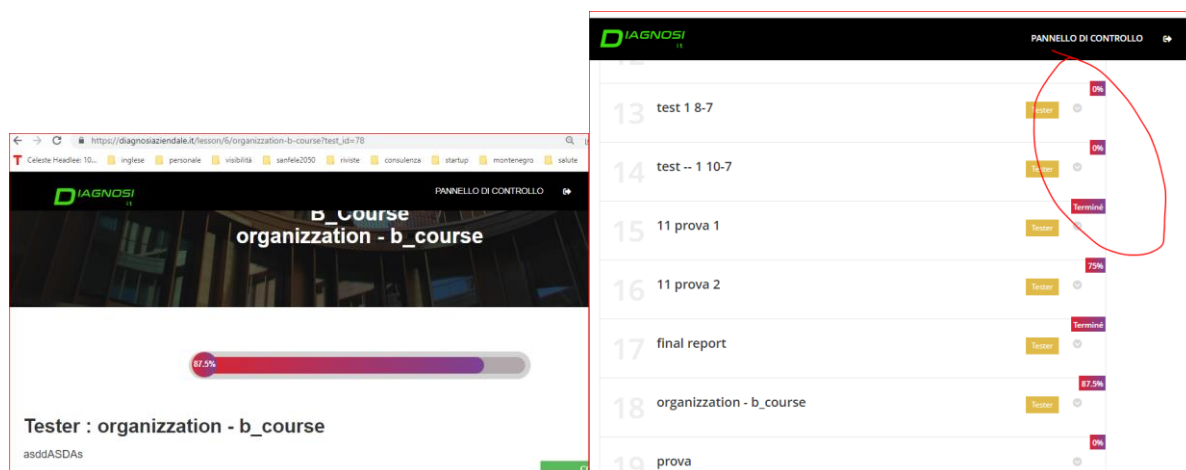 https://diagnosiaziendale.it/lesson/6/organizzation-b-course?test_id=78
Celeste Headlee: 10... inglese personale visibilità sanfele2050 riviste consulenza startup montenegro salute
DIAGNOSI
it
PANNELLO DI CONTROLLO
B_Course
organizzation - b_course
87.5%
Tester : organizzation - b_course
asddASDAs
DIAGNOSI
it
PANNELLO DI CONTROLLO
0%
13 test 1 8-7 Tester
0%
14 test -- 1 10-7 Tester
Terminé
15 11 prova 1 Tester
75%
16 11 prova 2 Tester
Terminé
17 final report Tester
87.5%
18 organizzation - b_course Tester
0%
19 prova